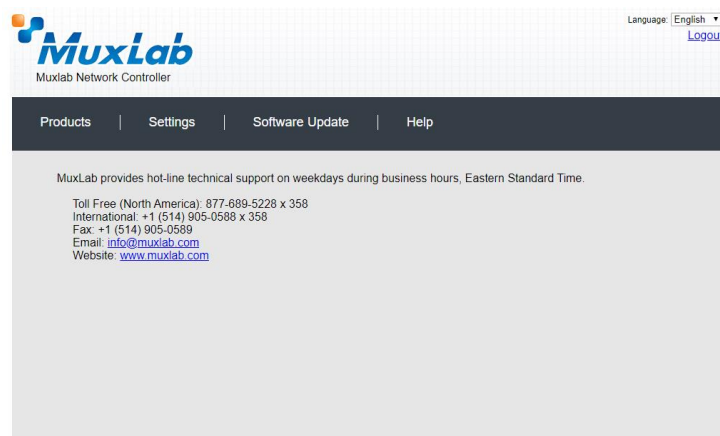 Language: English
Logou
MuxLab
Muxlab Network Controller
Products | Settings | Software Update | Help
MuxLab provides hot-line technical support on weekdays during business hours, Eastern Standard Time.
Toll Free (North America): 877-689-5228 x 358
International: +1 (514) 905-0588 x 358
Fax: +1 (514) 905-0589
Email: info@muxlab.com
Website: www.muxlab.com